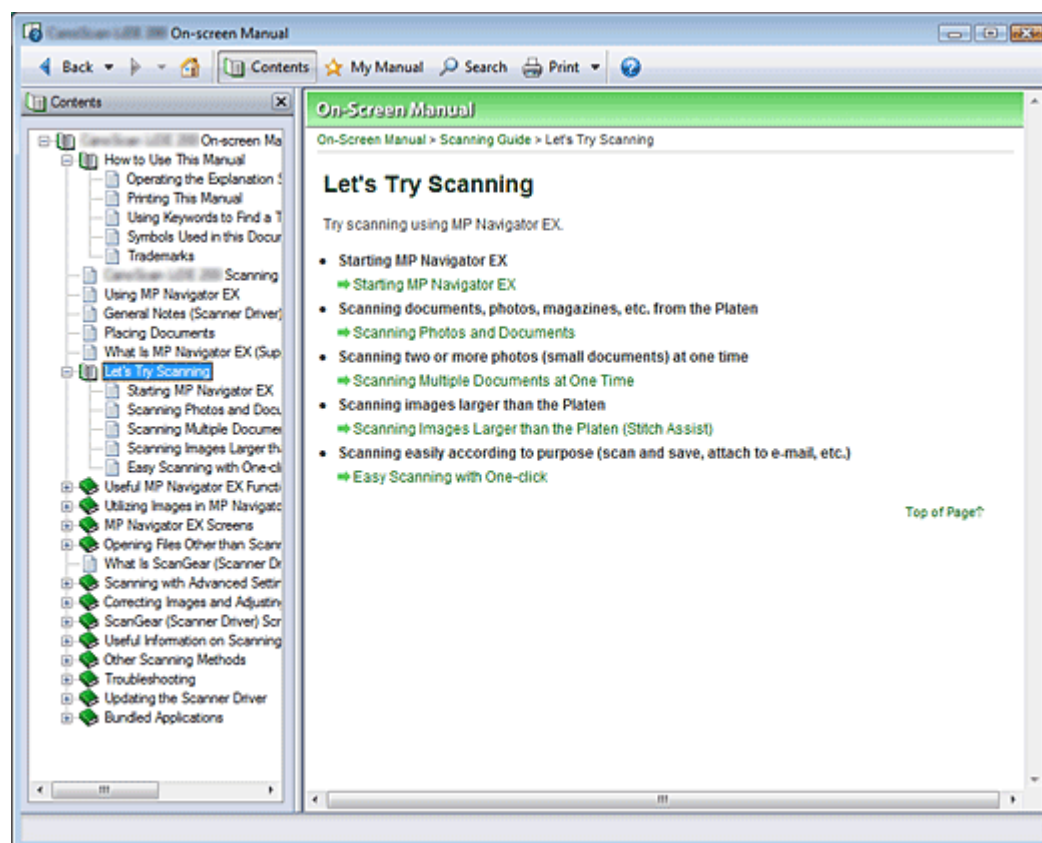 On-screen Manual
Back
Contents
My Manual
Search
Print
Contents
On-screen Ma
How to Use This Manual
Operating the Explanation S
Printing This Manual
Using Keywords to Find a T
Symbols Used in this Docur
Trademarks
Scanning
Using MP Navigator EX
General Notes (Scanner Driver)
Placing Documents
What Is MP Navigator EX (Sup
Let's Try Scanning
Starting MP Navigator EX
Scanning Photos and Docu
Scanning Multiple Documer
Scanning Images Larger tha
Easy Scanning with One-cli
Useful MP Navigator EX Functi
Utilizing Images in MP Navigato
MP Navigator EX Screens
Opening Files Other than Scanr
What Is ScanGear (Scanner Dr
Scanning with Advanced Settin
Correcting Images and Adjusting
ScanGear (Scanner Driver) Scr
Useful Information on Scanning
Other Scanning Methods
Troubleshooting
Updating the Scanner Driver
Bundled Applications
On-Screen Manual
On-Screen Manual > Scanning Guide > Let's Try Scanning
Let's Try Scanning
Try scanning using MP Navigator EX.
Starting MP Navigator EX
Starting MP Navigator EX
Scanning documents, photos, magazines, etc. from the Platen
Scanning Photos and Documents
Scanning two or more photos (small documents) at one time
Scanning Multiple Documents at One Time
Scanning images larger than the Platen
Scanning Images Larger than the Platen (Stitch Assist)
Scanning easily according to purpose (scan and save, attach to e-mail, etc.)
Easy Scanning with One-click
Top of Page